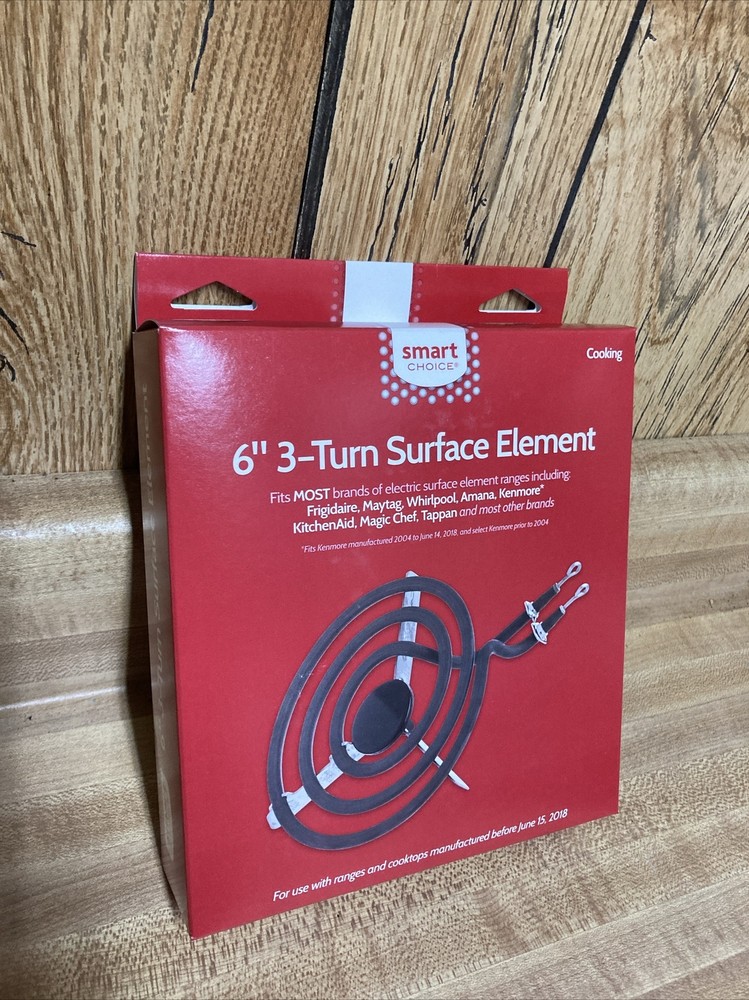 smart
CHOICE®
Cooking
6" 3-Turn Surface Element
Fits MOST brands of electric surface element ranges including:
Frigidaire, Maytag, Whirlpool, Amana, Kenmore*
KitchenAid, Magic Chef, Tappan and most other brands
*Fits Kenmore manufactured 2004 to June 14, 2018, and select Kenmore prior to 2004
For use with ranges and cooktops manufactured before June 15, 2018